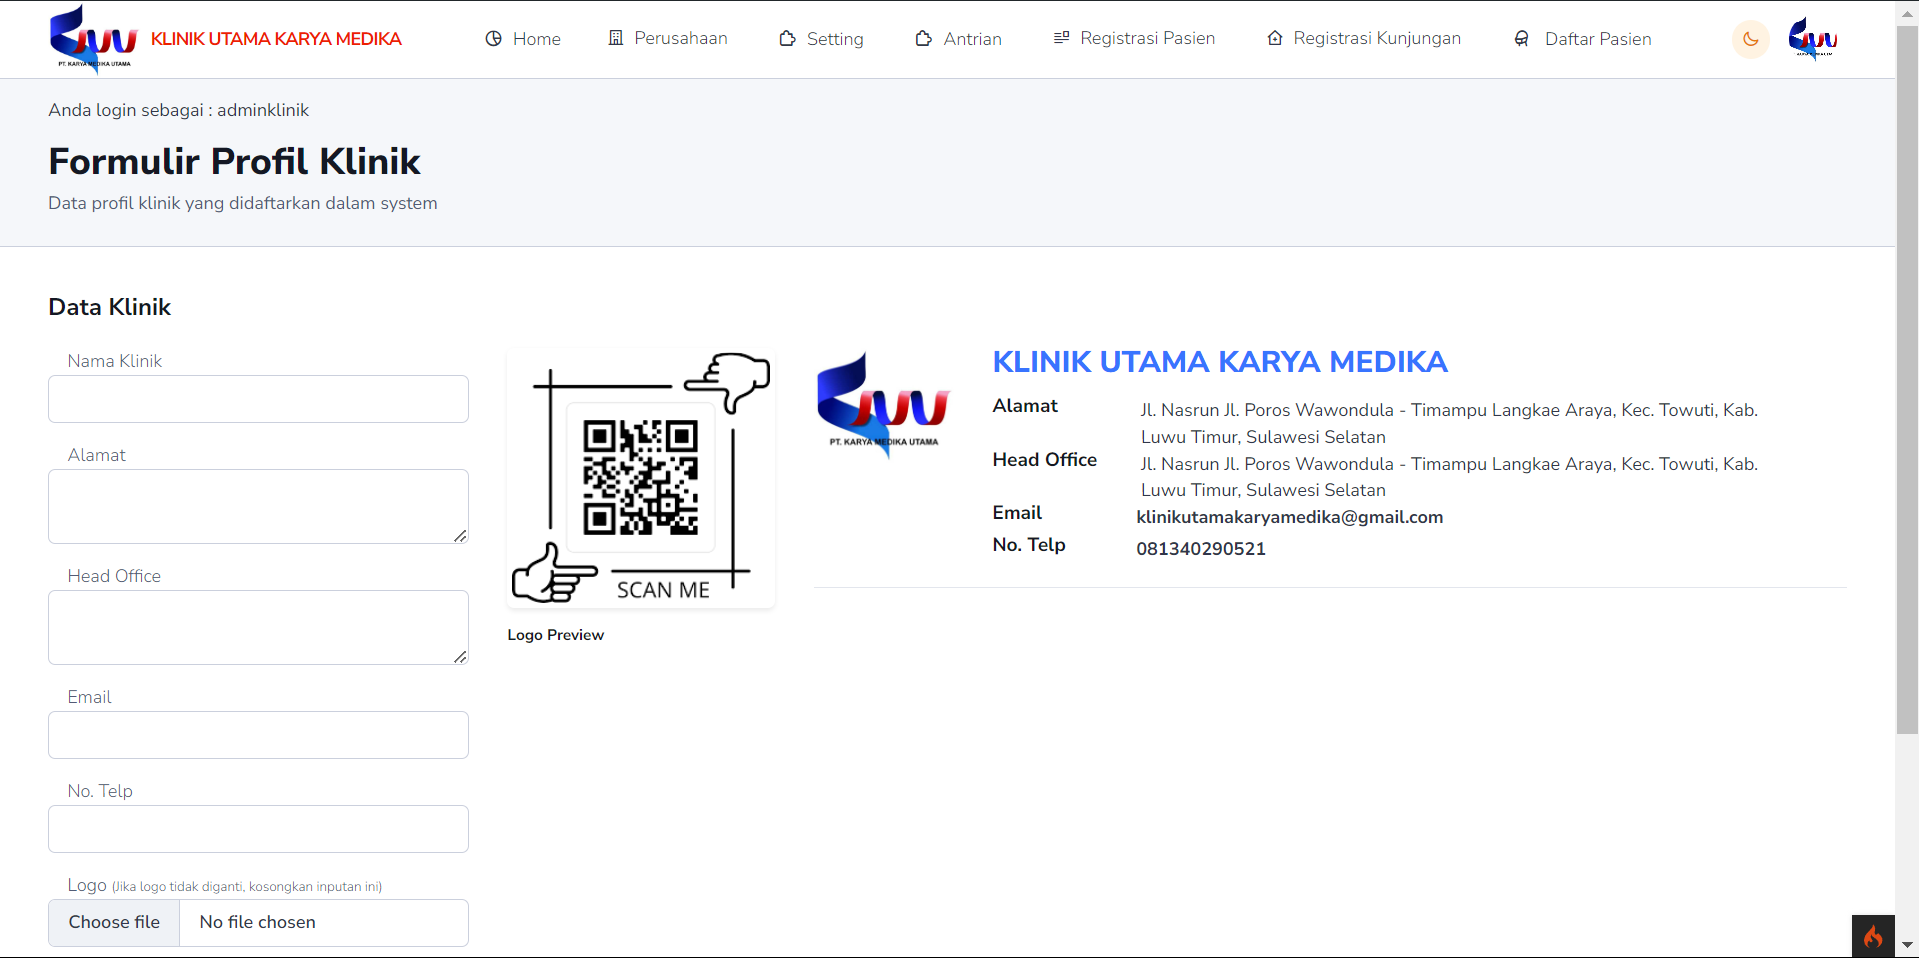 PT. KARYA MEDIKA UTAMA
KLINIK UTAMA KARYA MEDIKA
Home
Perusahaan
Setting
Antrian
Registrasi Pasien
Registrasi Kunjungan
Daftar Pasien
Anda login sebagai : adminklinik
Formulir Profil Klinik
Data profil klinik yang didaftarkan dalam system
Data Klinik
Nama Klinik
Alamat
Head Office
Email
No. Telp
Logo (Jika logo tidak diganti, kosongkan inputan ini)
Choose file
No file chosen
SCAN ME
Logo Preview
PT. KARYA MEDIKA UTAMA
KLINIK UTAMA KARYA MEDIKA
Alamat
Jl. Nasrun Jl. Poros Wawondula - Timampu Langkae Araya, Kec. Towuti, Kab.
Luwu Timur, Sulawesi Selatan
Head Office
Jl. Nasrun Jl. Poros Wawondula - Timampu Langkae Araya, Kec. Towuti, Kab.
Luwu Timur, Sulawesi Selatan
Email
klinikutamakaryamedika@gmail.com
No. Telp
081340290521